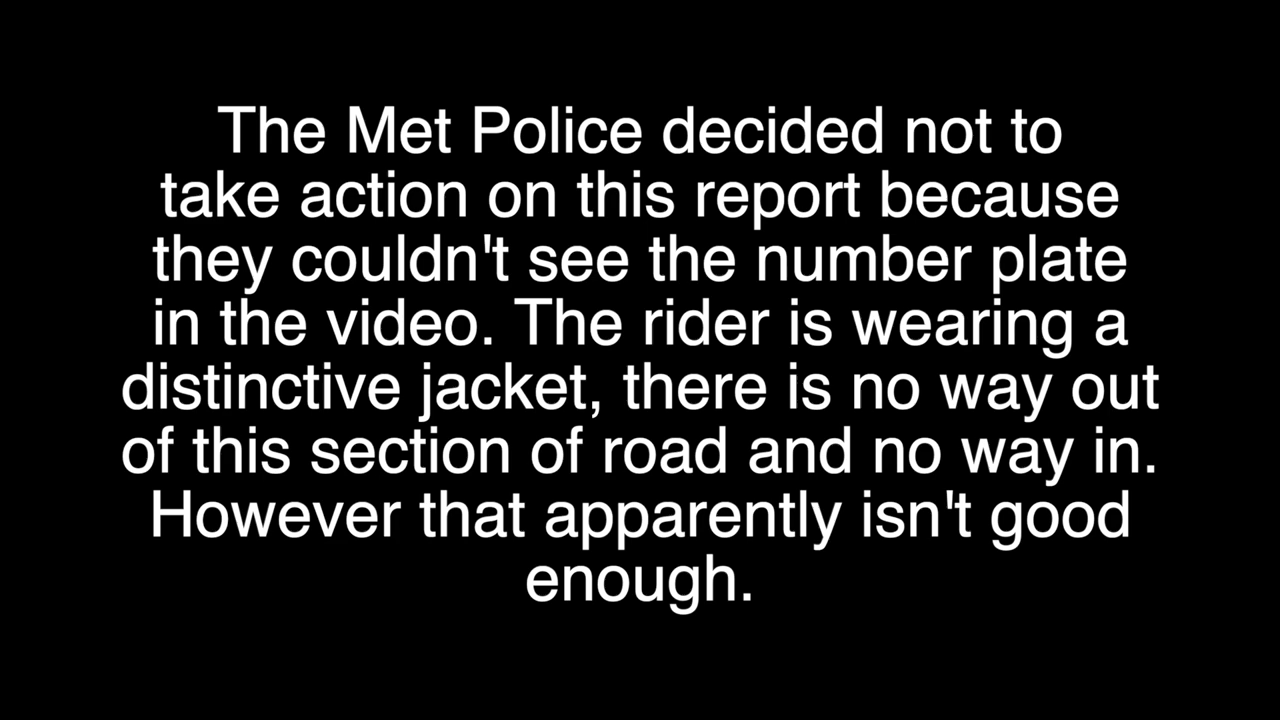 The Met Police decided not to
take action on this report because
they couldn't see the number plate
in the video. The rider is wearing a
distinctive jacket, there is no way out
of this section of road and no way in.
However that apparently isn't good
enough.